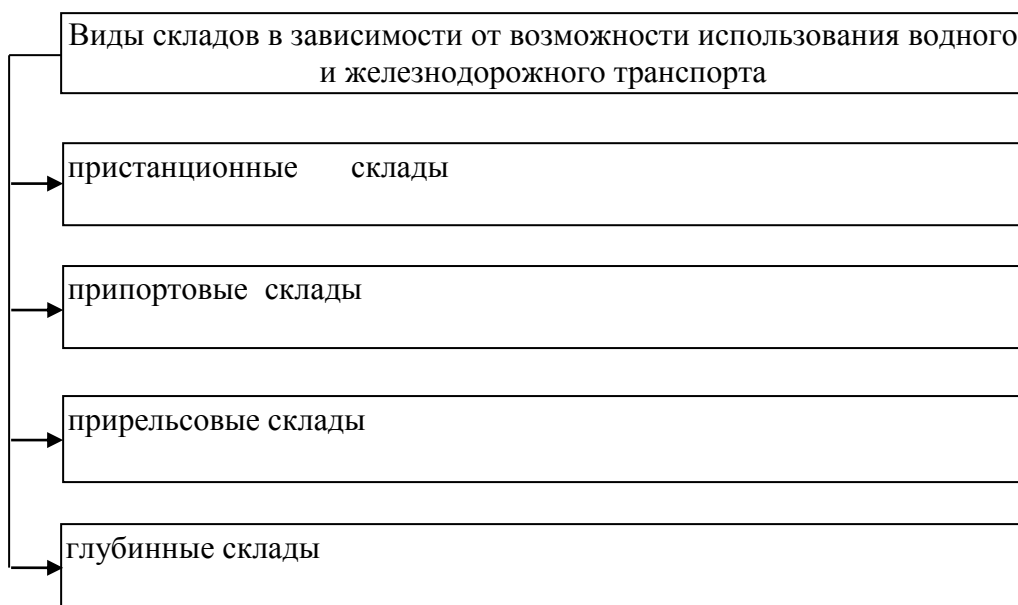 Виды складов в зависимости от возможности использования водного
и железнодорожного транспорта
пристанционные склады
припортовые склады
прирельсовые склады
глубинные склады